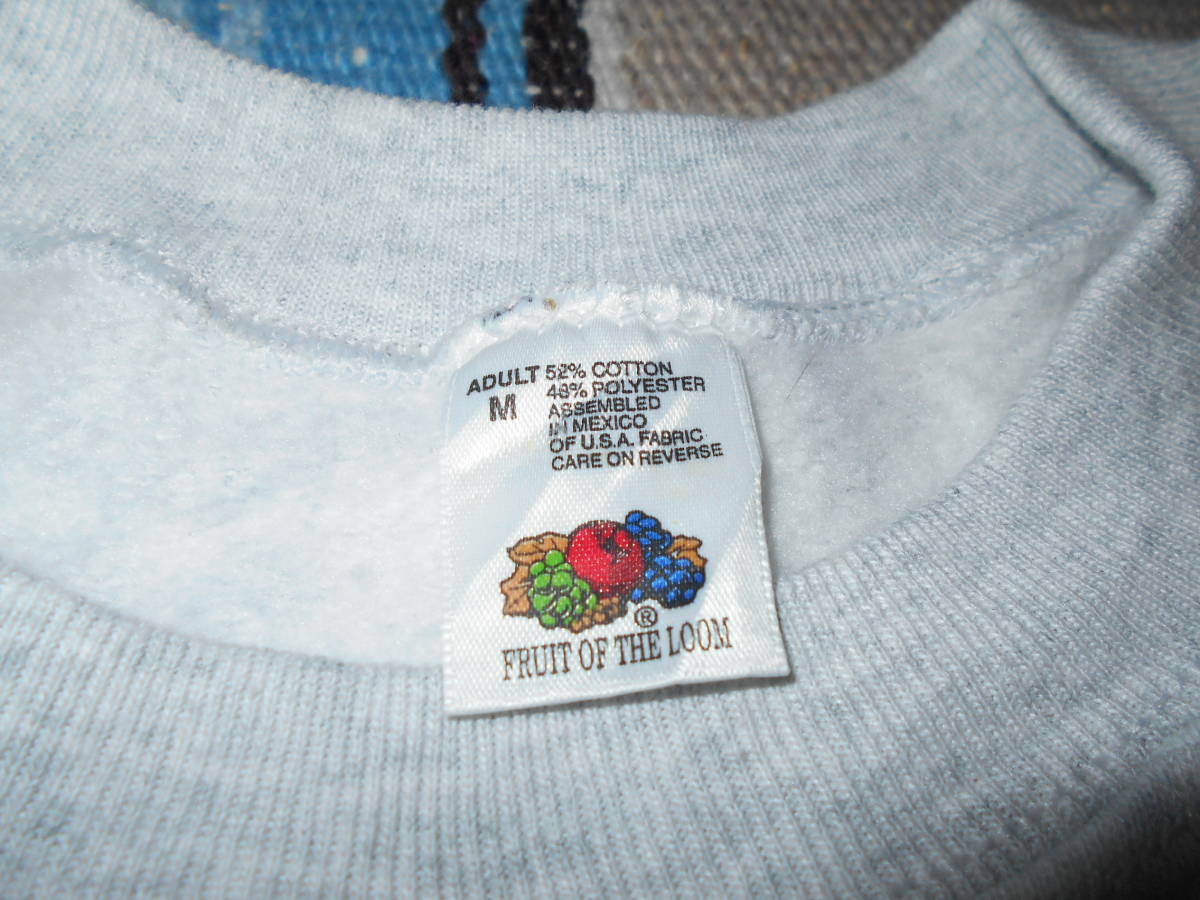 ADULT 52% COTTON
M 48% POLYESTER
ASSEMBLED
IN MEXICO
OF U.S.A. FABRIC
CARE ON REVERSE
®
FRUIT OF THE LOOM